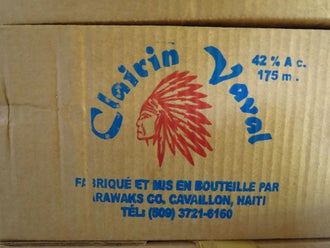 Clairin Vaval
42 % A c.
175 m .
FABRIQUÉ ET MIS EN BOUTEILLE PAR
ARAWAKS CO, CAVAILLON, HAITI
TÉL: (509) 3721-6160